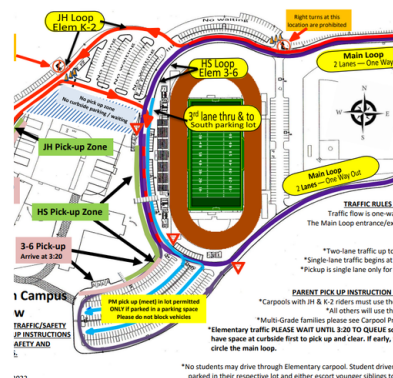 JH Loop
Elem K-2
No waiting
Right turns at this
location are prohibited
HS Loop
Elem 3-6
Main Loop
2 Lanes — One Way
No pick up zone
No curbside parking / waiting
3rd lane thru & to
South parking lot
N
W
E
S
JH Pick-up Zone
Main Loop
2 Lanes — One Way Out
HS Pick-up Zone
TRAFFIC RULES
Traffic flow is one-wa
The Main Loop entrance/ex
3-6 Pick-up
Arrive at 3:20
*Two-lane traffic up to
*Single-lane traffic begins at
*Pickup is single lane only for
n Campus
w
TRAFFIC/SAFETY
UP INSTRUCTIONS
AFETY AND
PM pick up (meet) in lot permitted
ONLY if parked in a parking space
Please do not block vehicles
PARENT PICK UP INSTRUCTION
*Carpools with JH & K-2 riders must use th
*All others will use th
*Multi-Grade families please see Carpool Pr
*Elementary traffic PLEASE WAIT UNTIL 3:20 TO QUEUE so
have space at curbside first to pick up and clear. If early,
circle the main loop.
*No students may drive through Elementary carpool. Student driver
parked in their respective lot and either escort younger siblings to